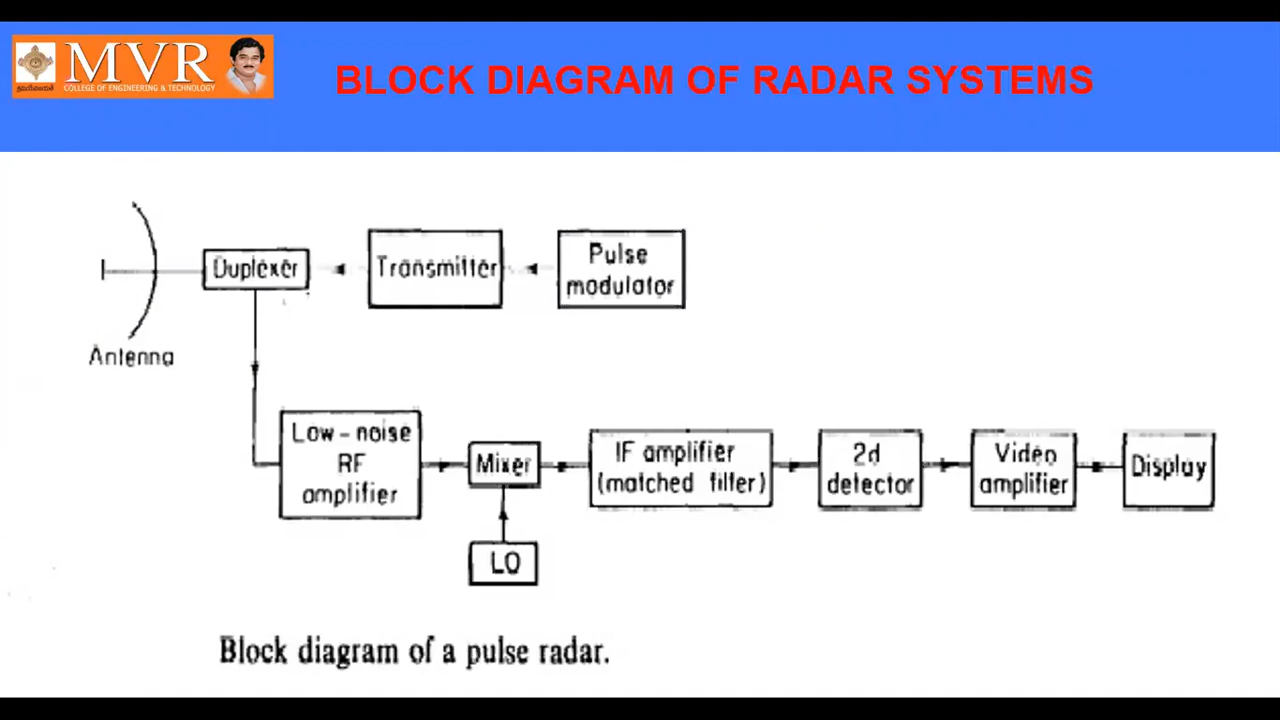 MVR
COLLEGE OF ENGINEERING & TECHNOLOGY
BLOCK DIAGRAM OF RADAR SYSTEMS
Duplexer
Transmitter
Pulse
modulator
Antenna
Low-noise
RF
amplifier
Mixer
IF amplifier
(matched filter)
2d
detector
Video
amplifier
Display
LO
Block diagram of a pulse radar.